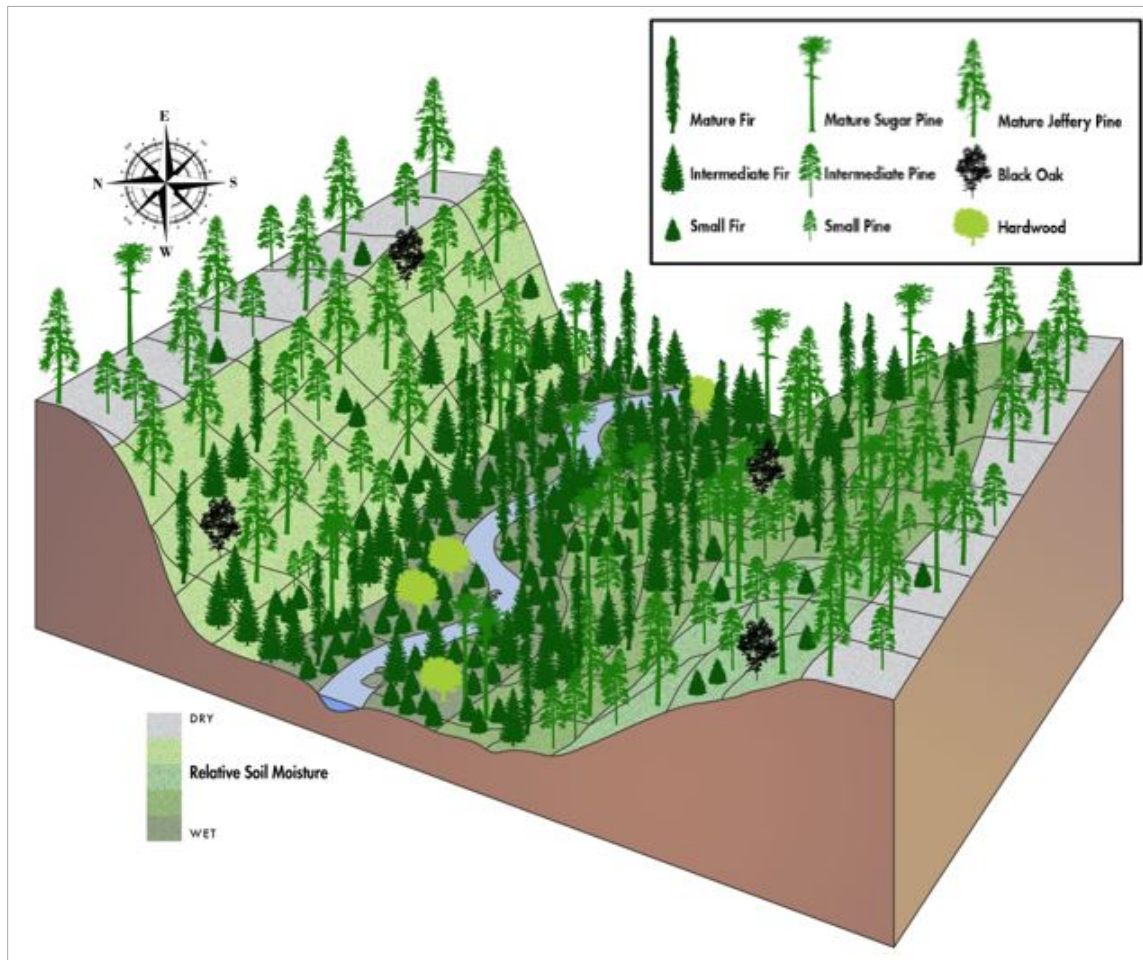 E
N
S
W
Mature Fir
Mature Sugar Pine
Mature Jeffery Pine
Intermediate Fir
Intermediate Pine
Black Oak
Small Fir
Small Pine
Hardwood
DRY
Relative Soil Moisture
WET